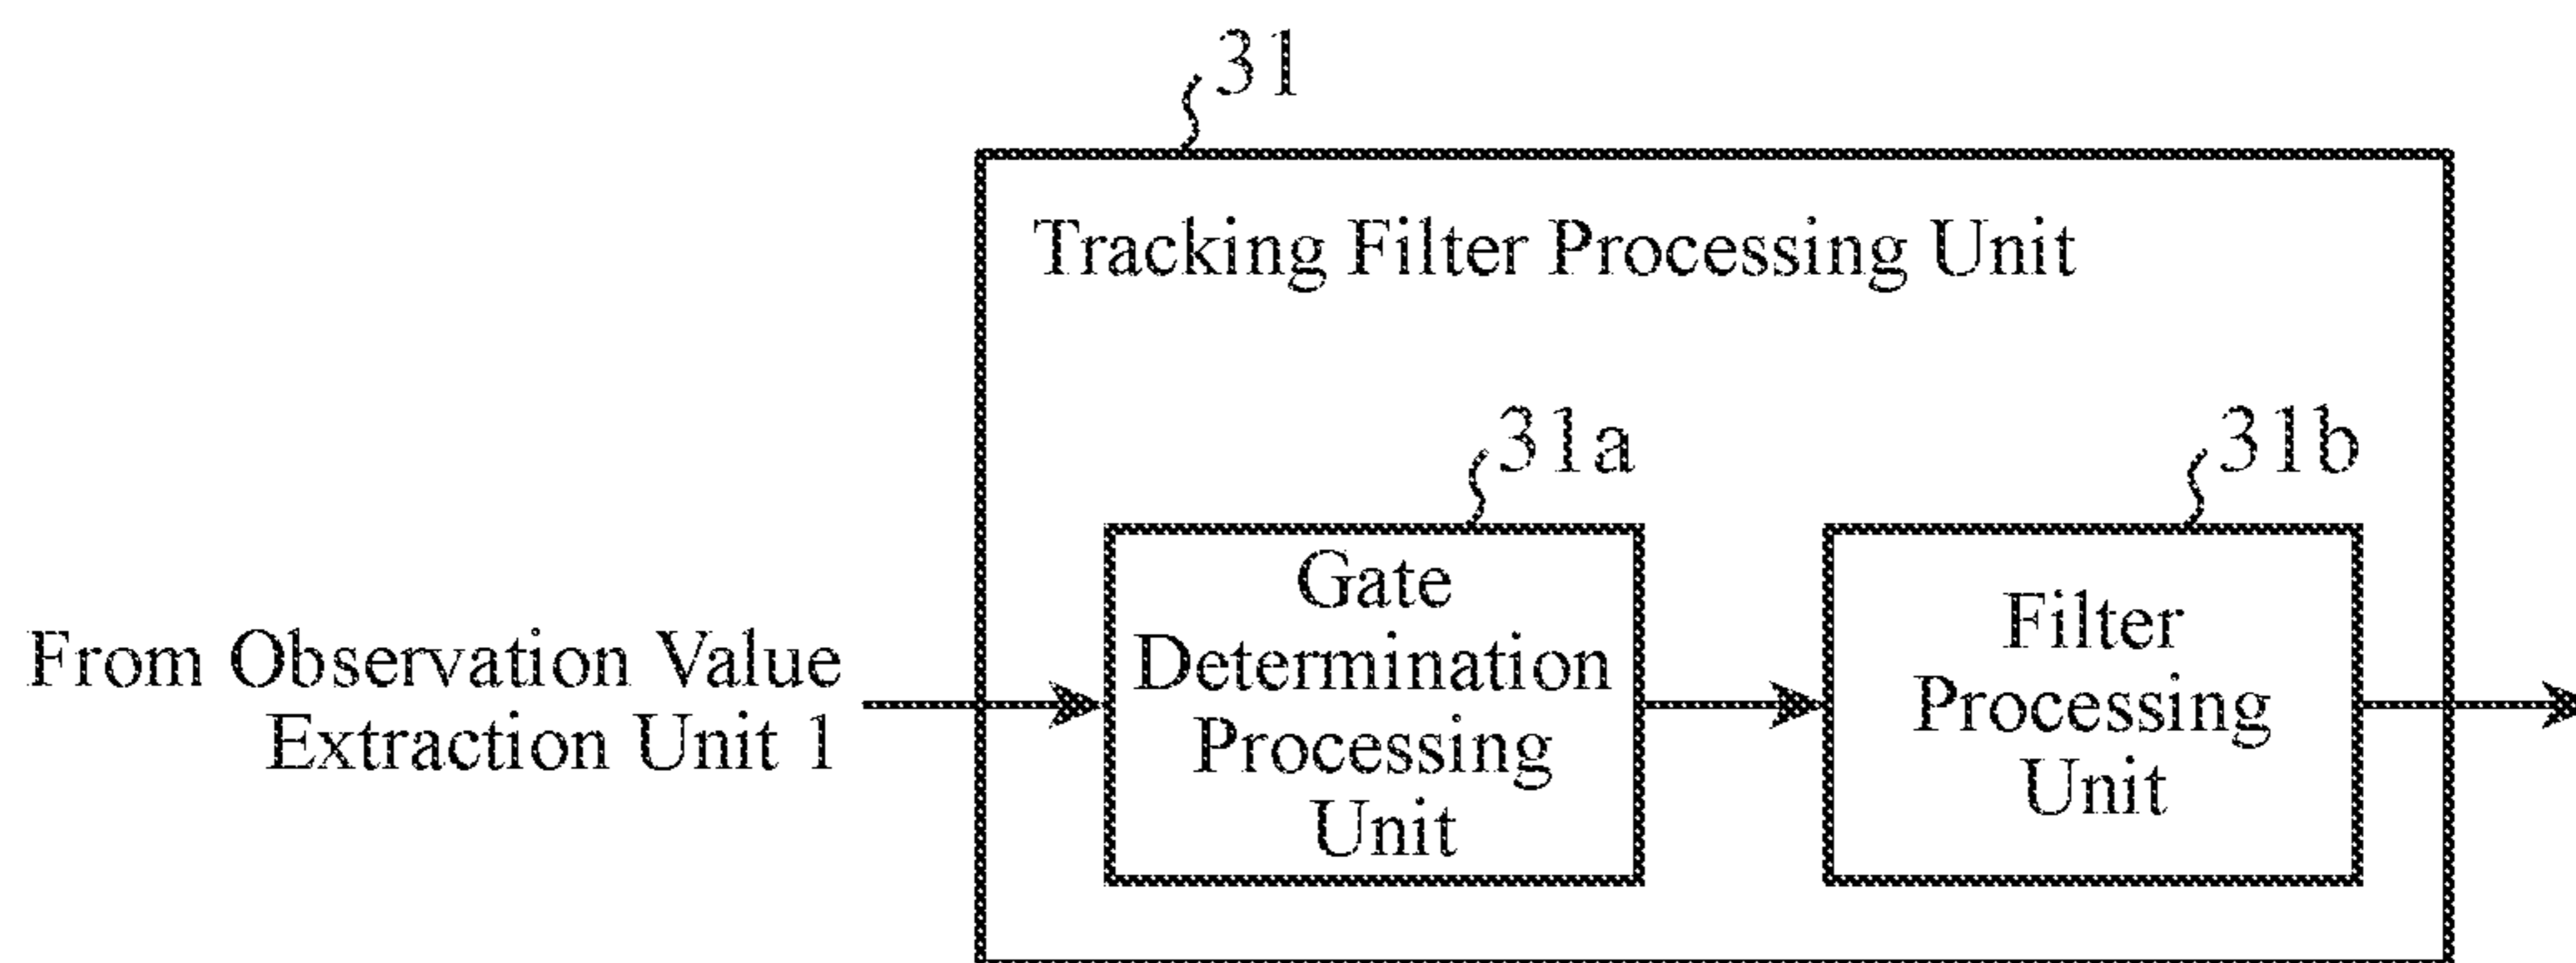 31
Tracking Filter Processing Unit
31a
31b
From Observation Value
Extraction Unit 1
Gate
Determination
Processing
Unit
Filter
Processing
Unit